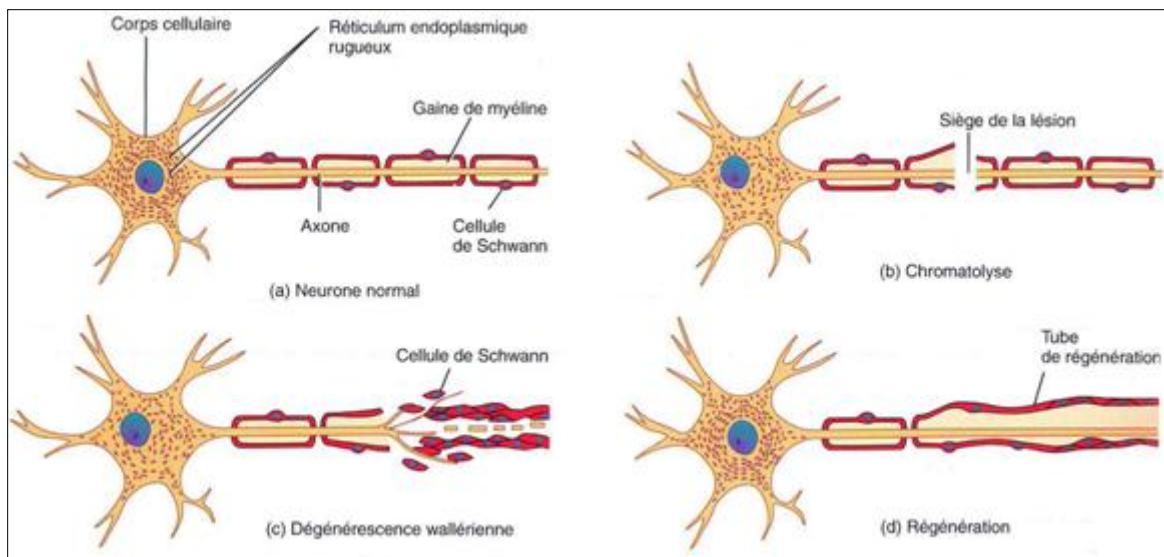 Corps cellulaire
Réticulum endoplasmique
rugueux
Gaine de myéline
Axone
Cellule
de Schwann
(a) Neurone normal
Siège de la lésion
(b) Chromatolyse
Cellule de Schwann
(c) Dégénérescence wallérienne
Tube
de régénération
(d) Régénération